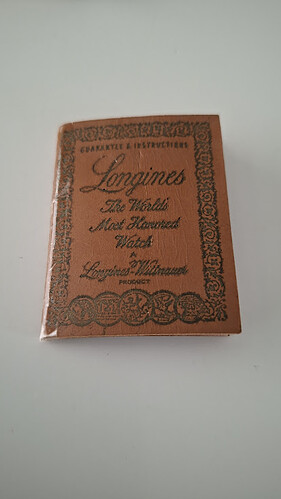 GUARANTEE & INSTRUCTIONS
Longines
The World's
Most Honored
Watch
A
Longines-Wittnauer
PRODUCT